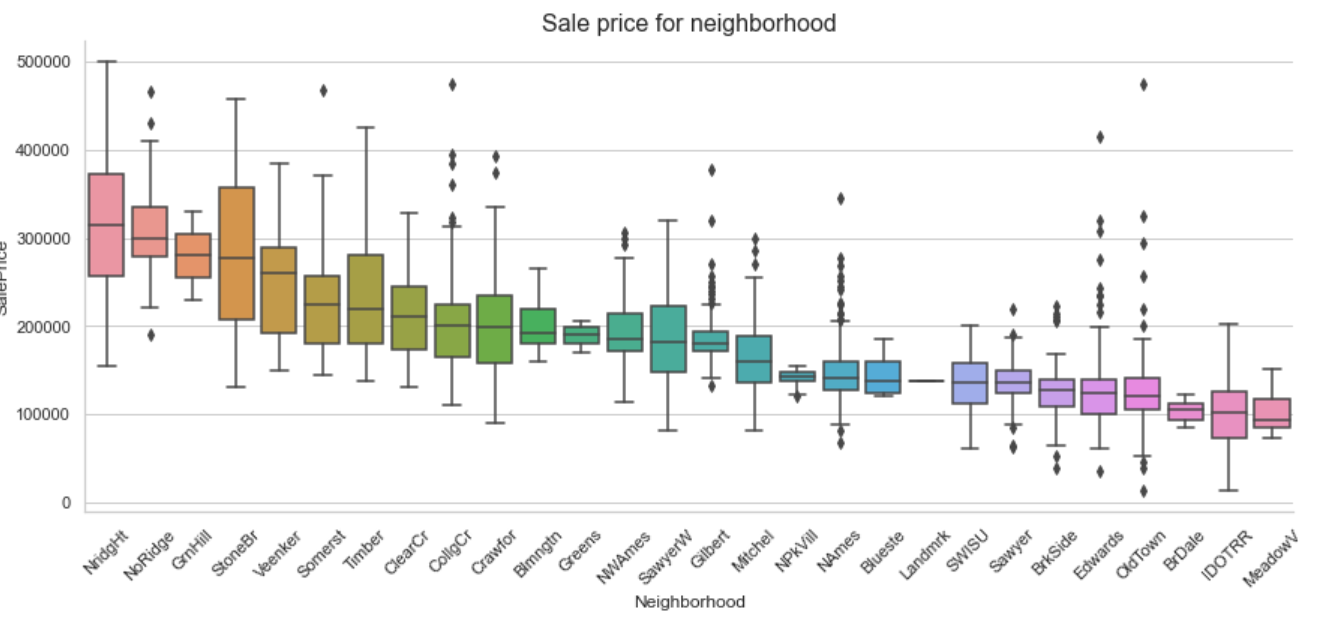 Sale price for neighborhood
500000
400000
300000
200000
100000
0
SalePrice
NridgHt
NoRidge
GrnHill
StoneBr
Veenker
Somerst
Timber
ClearCr
CollgCr
Crawfor
Blmngtn
Greens
NWAmes
SawyerW
Gilbert
Mitchel
NPkVill
NAmes
Blueste
Landmrk
SWISU
Sawyer
BrkSide
Edwards
OldTown
BrDale
IDOTRR
MeadowV
Neighborhood